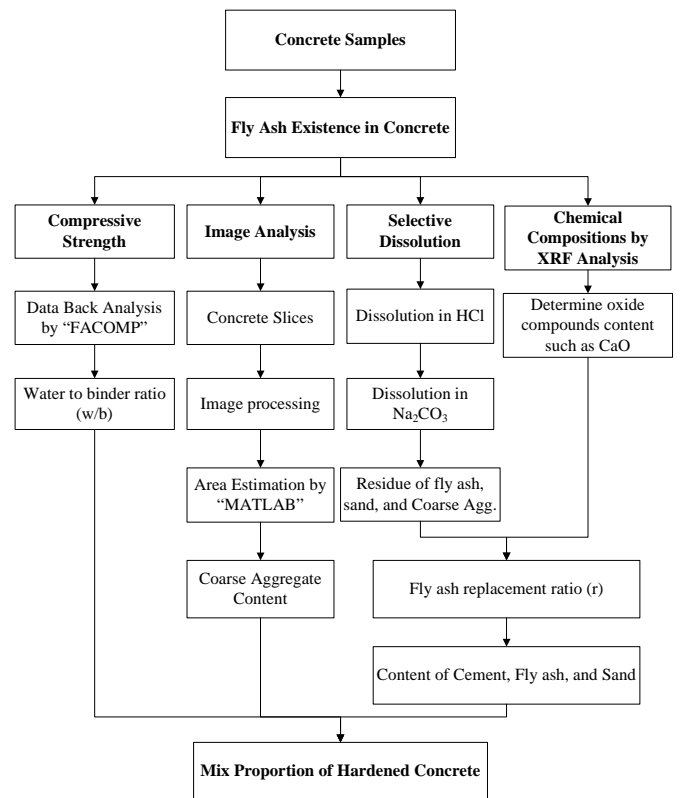 Concrete Samples
Fly Ash Existence in Concrete
Compressive
Strength
Image Analysis
Selective
Dissolution
Chemical
Compositions by
XRF Analysis
Data Back Analysis
by “FACOMP”
Concrete Slices
Dissolution in HCl
Determine oxide
compounds content
such as CaO
Water to binder ratio
(w/b)
Image processing
Dissolution in
Na₂CO₃
Area Estimation by
“MATLAB”
Residue of fly ash,
sand, and Coarse Agg.
Coarse Aggregate
Content
Fly ash replacement ratio (r)
Content of Cement, Fly ash, and Sand
Mix Proportion of Hardened Concrete